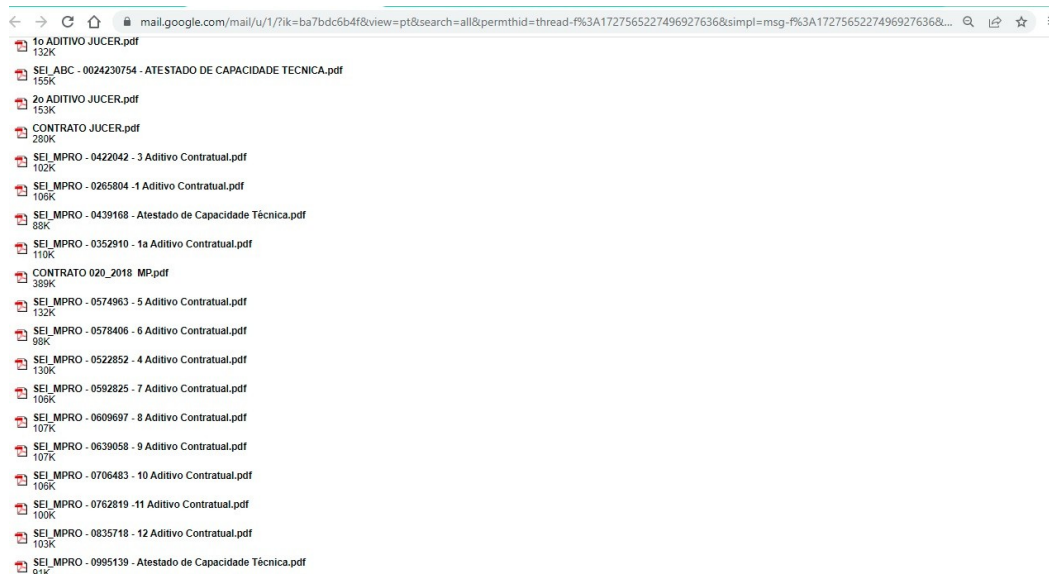 mail.google.com/mail/u/1/?ik=ba7bdc6b4f&view=pt&search=all&permthid=thread-f%3A1727565227496927636&simpl=msg-f%3A1727565227496927636&...
1o ADITIVO JUCER.pdf
132K
SEI_ABC - 0024230754 - ATESTADO DE CAPACIDADE TECNICA.pdf
155K
2o ADITIVO JUCER.pdf
153K
CONTRATO JUCER.pdf
280K
SEI_MPRO - 0422042 - 3 Aditivo Contratual.pdf
102K
SEI_MPRO - 0265804 -1 Aditivo Contratual.pdf
106K
SEI_MPRO - 0439168 - Atestado de Capacidade Técnica.pdf
88K
SEI_MPRO - 0352910 - 1a Aditivo Contratual.pdf
110K
CONTRATO 020_2018 MP.pdf
389K
SEI_MPRO - 0574963 - 5 Aditivo Contratual.pdf
132K
SEI_MPRO - 0578406 - 6 Aditivo Contratual.pdf
98K
SEI_MPRO - 0522852 - 4 Aditivo Contratual.pdf
130K
SEI_MPRO - 0592825 - 7 Aditivo Contratual.pdf
106K
SEI_MPRO - 0609697 - 8 Aditivo Contratual.pdf
107K
SEI_MPRO - 0639058 - 9 Aditivo Contratual.pdf
107K
SEI_MPRO - 0706483 - 10 Aditivo Contratual.pdf
106K
SEI_MPRO - 0762819 -11 Aditivo Contratual.pdf
100K
SEI_MPRO - 0835718 - 12 Aditivo Contratual.pdf
103K
SEI_MPRO - 0995139 - Atestado de Capacidade Técnica.pdf
91K